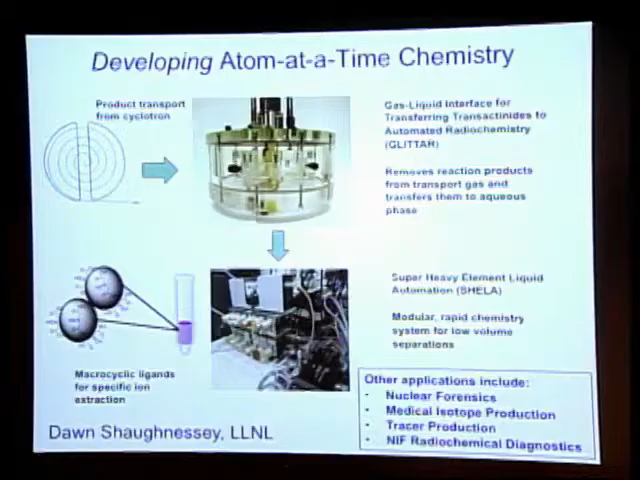 Developing Atom-at-a-Time Chemistry
Product transport
from cyclotron
Gas-Liquid Interface for
Transferring Transactinides to
Automated Radiochemistry
(GLITTAR)
Removes reaction products
from transport gas and
transfers them to aqueous
phase
Super Heavy Element Liquid
Automation (SHELA)
Modular, rapid chemistry
system for low volume
separations
Macrocyclic ligands
for specific ion
extraction
Other applications include:
• Nuclear Forensics
• Medical Isotope Production
• Tracer Production
• NIF Radiochemical Diagnostics
Dawn Shaughnessey, LLNL